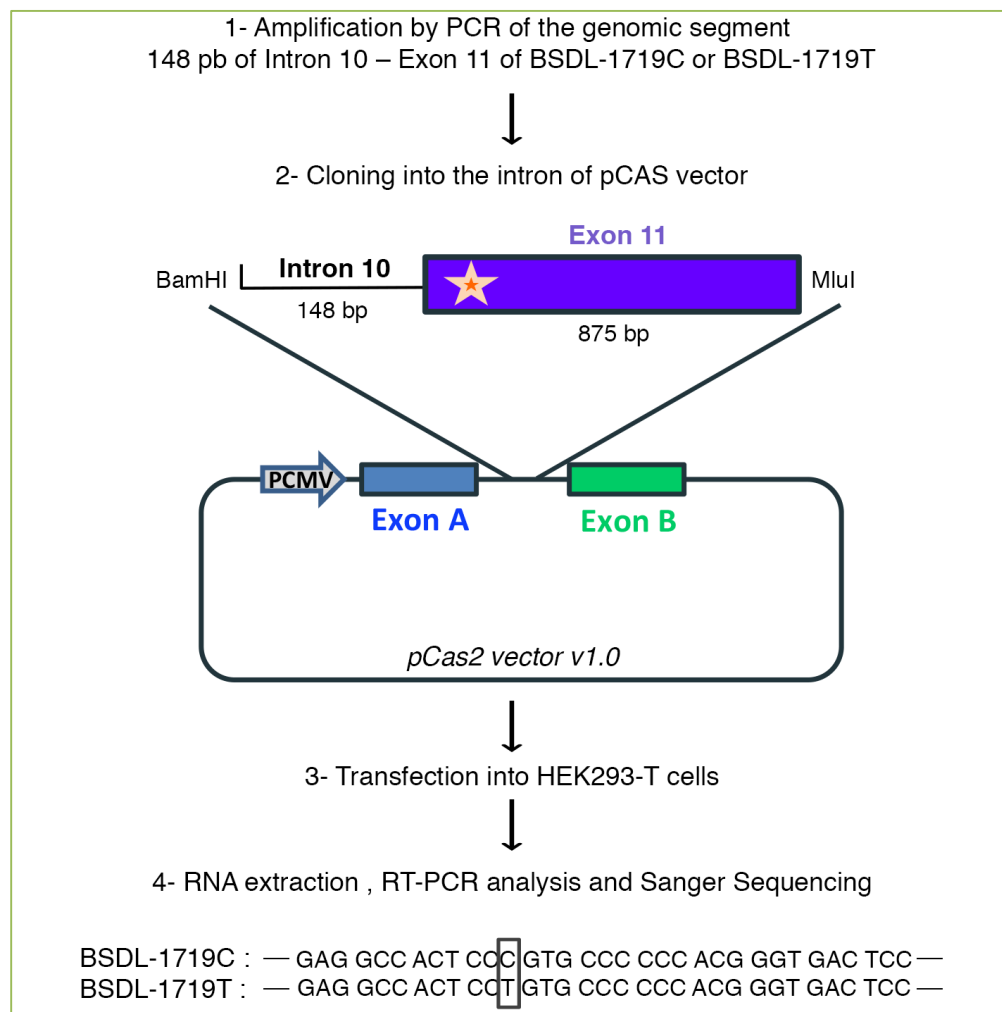 1- Amplification by PCR of the genomic segment
148 pb of Intron 10 – Exon 11 of BSDL-1719C or BSDL-1719T
2- Cloning into the intron of pCAS vector
Exon 11
BamHI
Intron 10
MluI
148 bp
875 bp
PCMV
Exon A
Exon B
pCas2 vector v1.0
3- Transfection into HEK293-T cells
4- RNA extraction , RT-PCR analysis and Sanger Sequencing
BSDL-1719C : — GAG GCC ACT CCC GTG CCC CCC ACG GGT GAC TCC —
BSDL-1719T : — GAG GCC ACT CCT GTG CCC CCC ACG GGT GAC TCC —